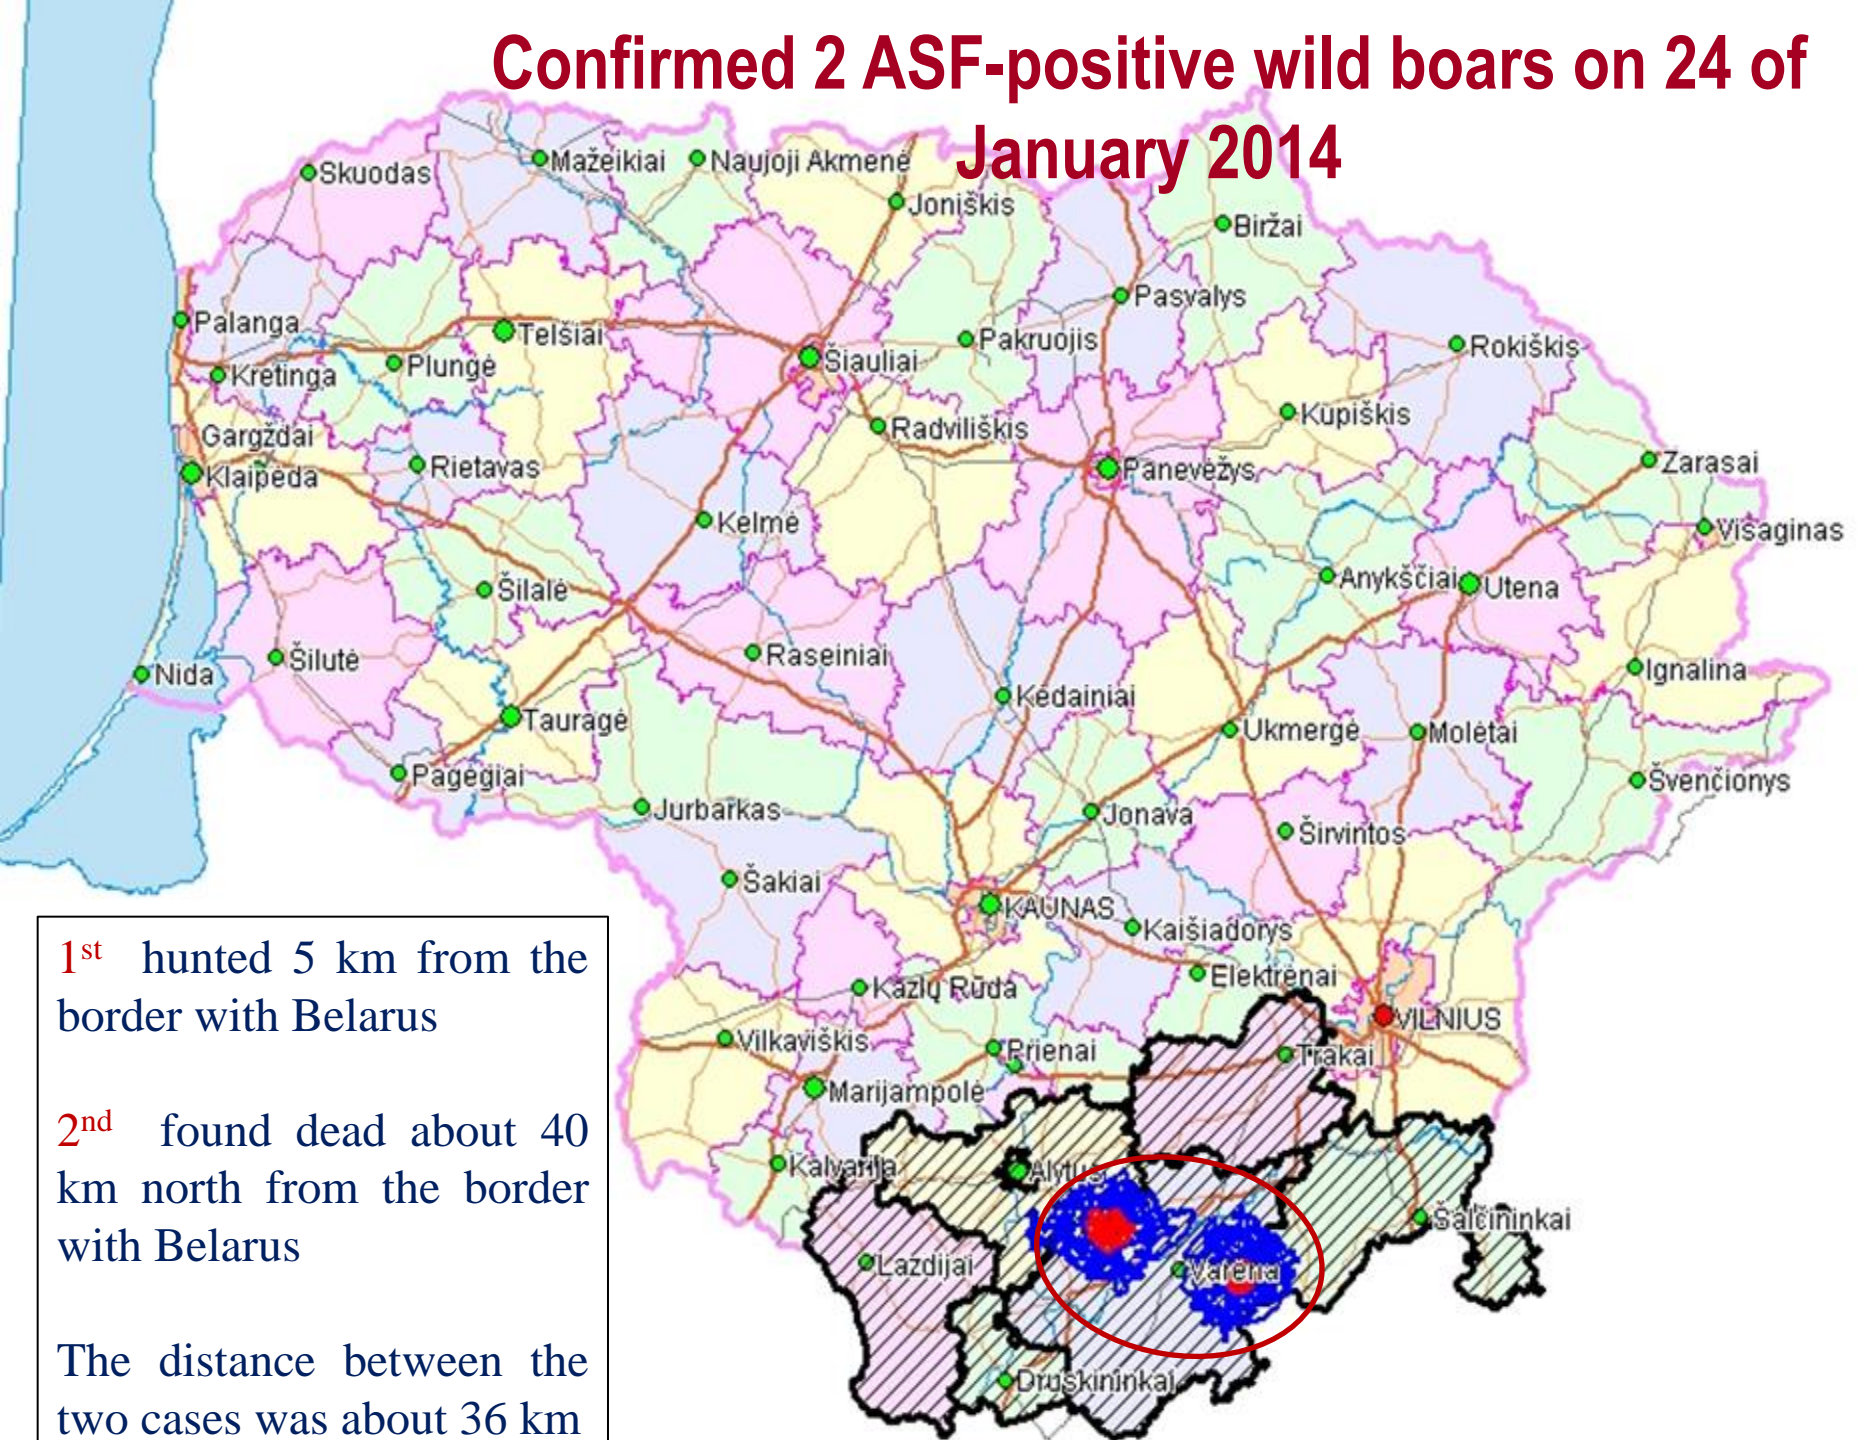 Confirmed 2 ASF-positive wild boars on 24 of
January 2014
Skuodas
Mažeikiai
Naujoji Akmenė
Joniškis
Biržai
Palanga
Telšiai
Pasvalys
Kretinga
Plungė
Šiauliai
Pakruojis
Rokiškis
Gargždai
Radviliškis
Kupiškis
Klaipėda
Rietavas
Panevėžys
Zarasai
Kelmė
Visaginas
Šilalė
Anykščiai
Utena
Nida
Šilutė
Raseiniai
Kėdainiai
Ignalina
Tauragė
Ukmergė
Molėtai
Pagėgiai
Jurbarkas
Jonava
Širvintos
Švenčionys
Šakiai
KAUNAS
Kaišiadorys
Kazlų Rūda
Elektrėnai
VILNIUS
Vilkaviškis
Prienai
Trakai
Marijampolė
Kalvarija
Alytus
Šalčininkai
Lazdijai
Varėna
Druskininkai
1st hunted 5 km from the
border with Belarus
2nd found dead about 40
km north from the border
with Belarus
The distance between the
two cases was about 36 km